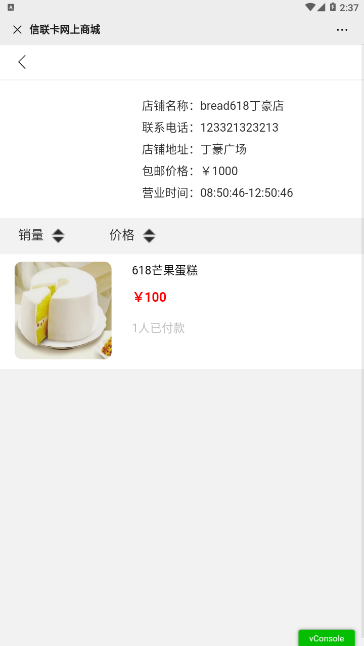 2:37
信联卡网上商城
店铺名称：bread618丁豪店
联系电话：123321323213
店铺地址：丁豪广场
包邮价格：￥1000
营业时间：08:50:46-12:50:46
销量
价格
618芒果蛋糕
￥100
1人已付款
vConsole